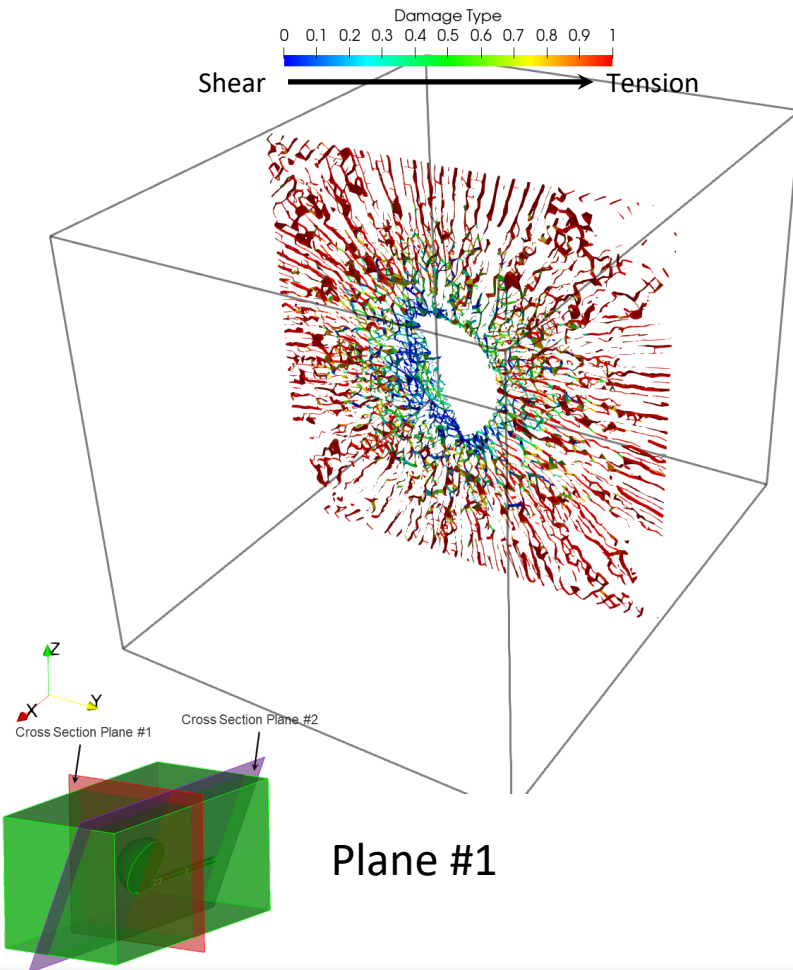 Damage Type
0 0.1 0.2 0.3 0.4 0.5 0.6 0.7 0.8 0.9 1
Shear Tension
Z
Y
X
Cross Section Plane #1
Cross Section Plane #2
Plane #1